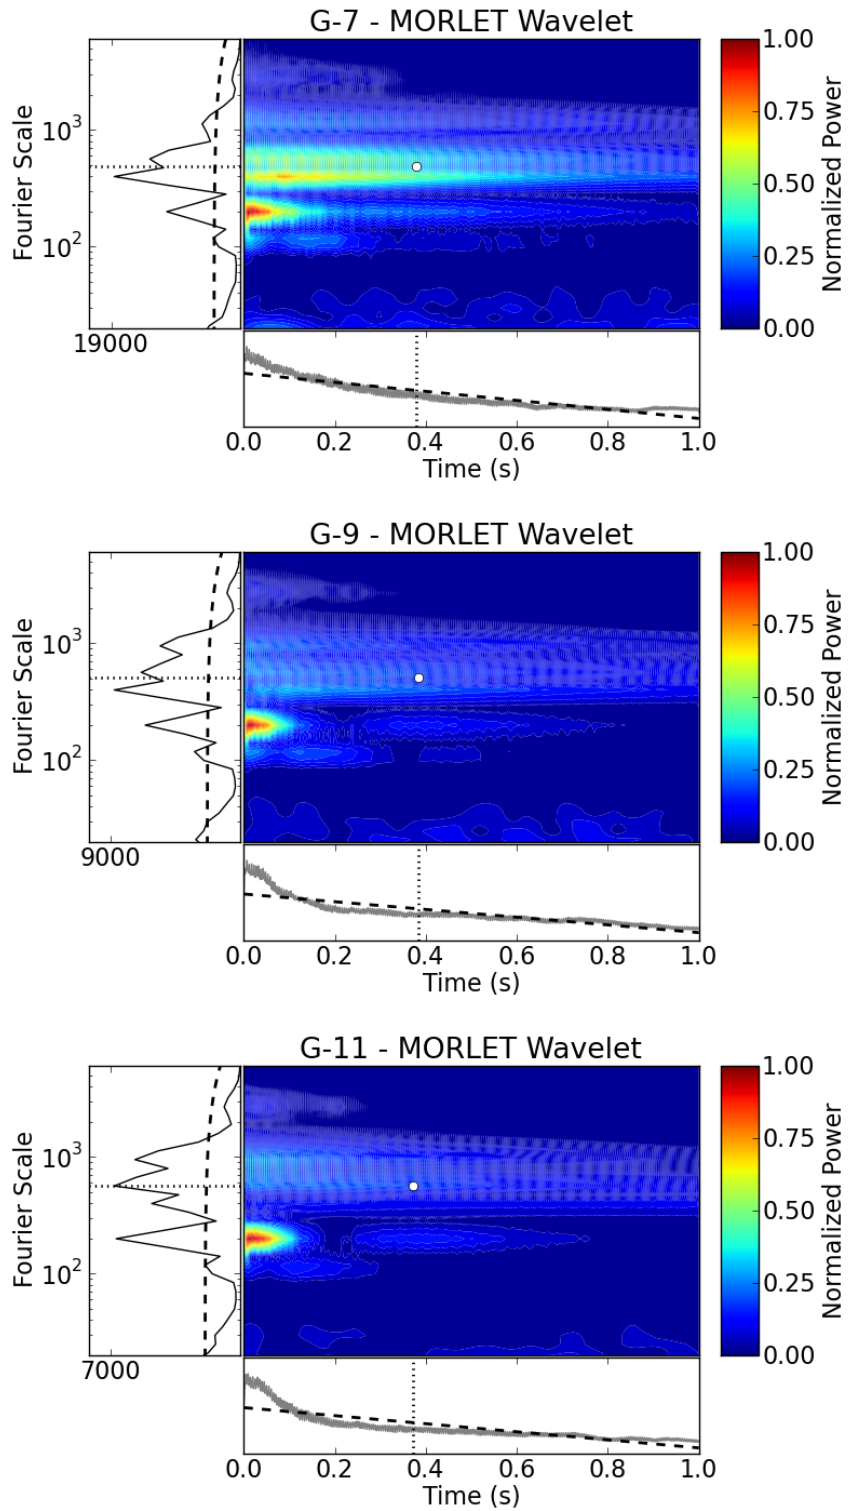 G-7 - MORLET Wavelet
Fourier Scale
10³
10²
19000
1.00
0.75
0.50
0.25
0.00
Normalized Power
0.0 0.2 0.4 0.6 0.8 1.0
Time (s)
G-9 - MORLET Wavelet
Fourier Scale
10³
10²
9000
1.00
0.75
0.50
0.25
0.00
Normalized Power
0.0 0.2 0.4 0.6 0.8 1.0
Time (s)
G-11 - MORLET Wavelet
Fourier Scale
10³
10²
7000
1.00
0.75
0.50
0.25
0.00
Normalized Power
0.0 0.2 0.4 0.6 0.8 1.0
Time (s)